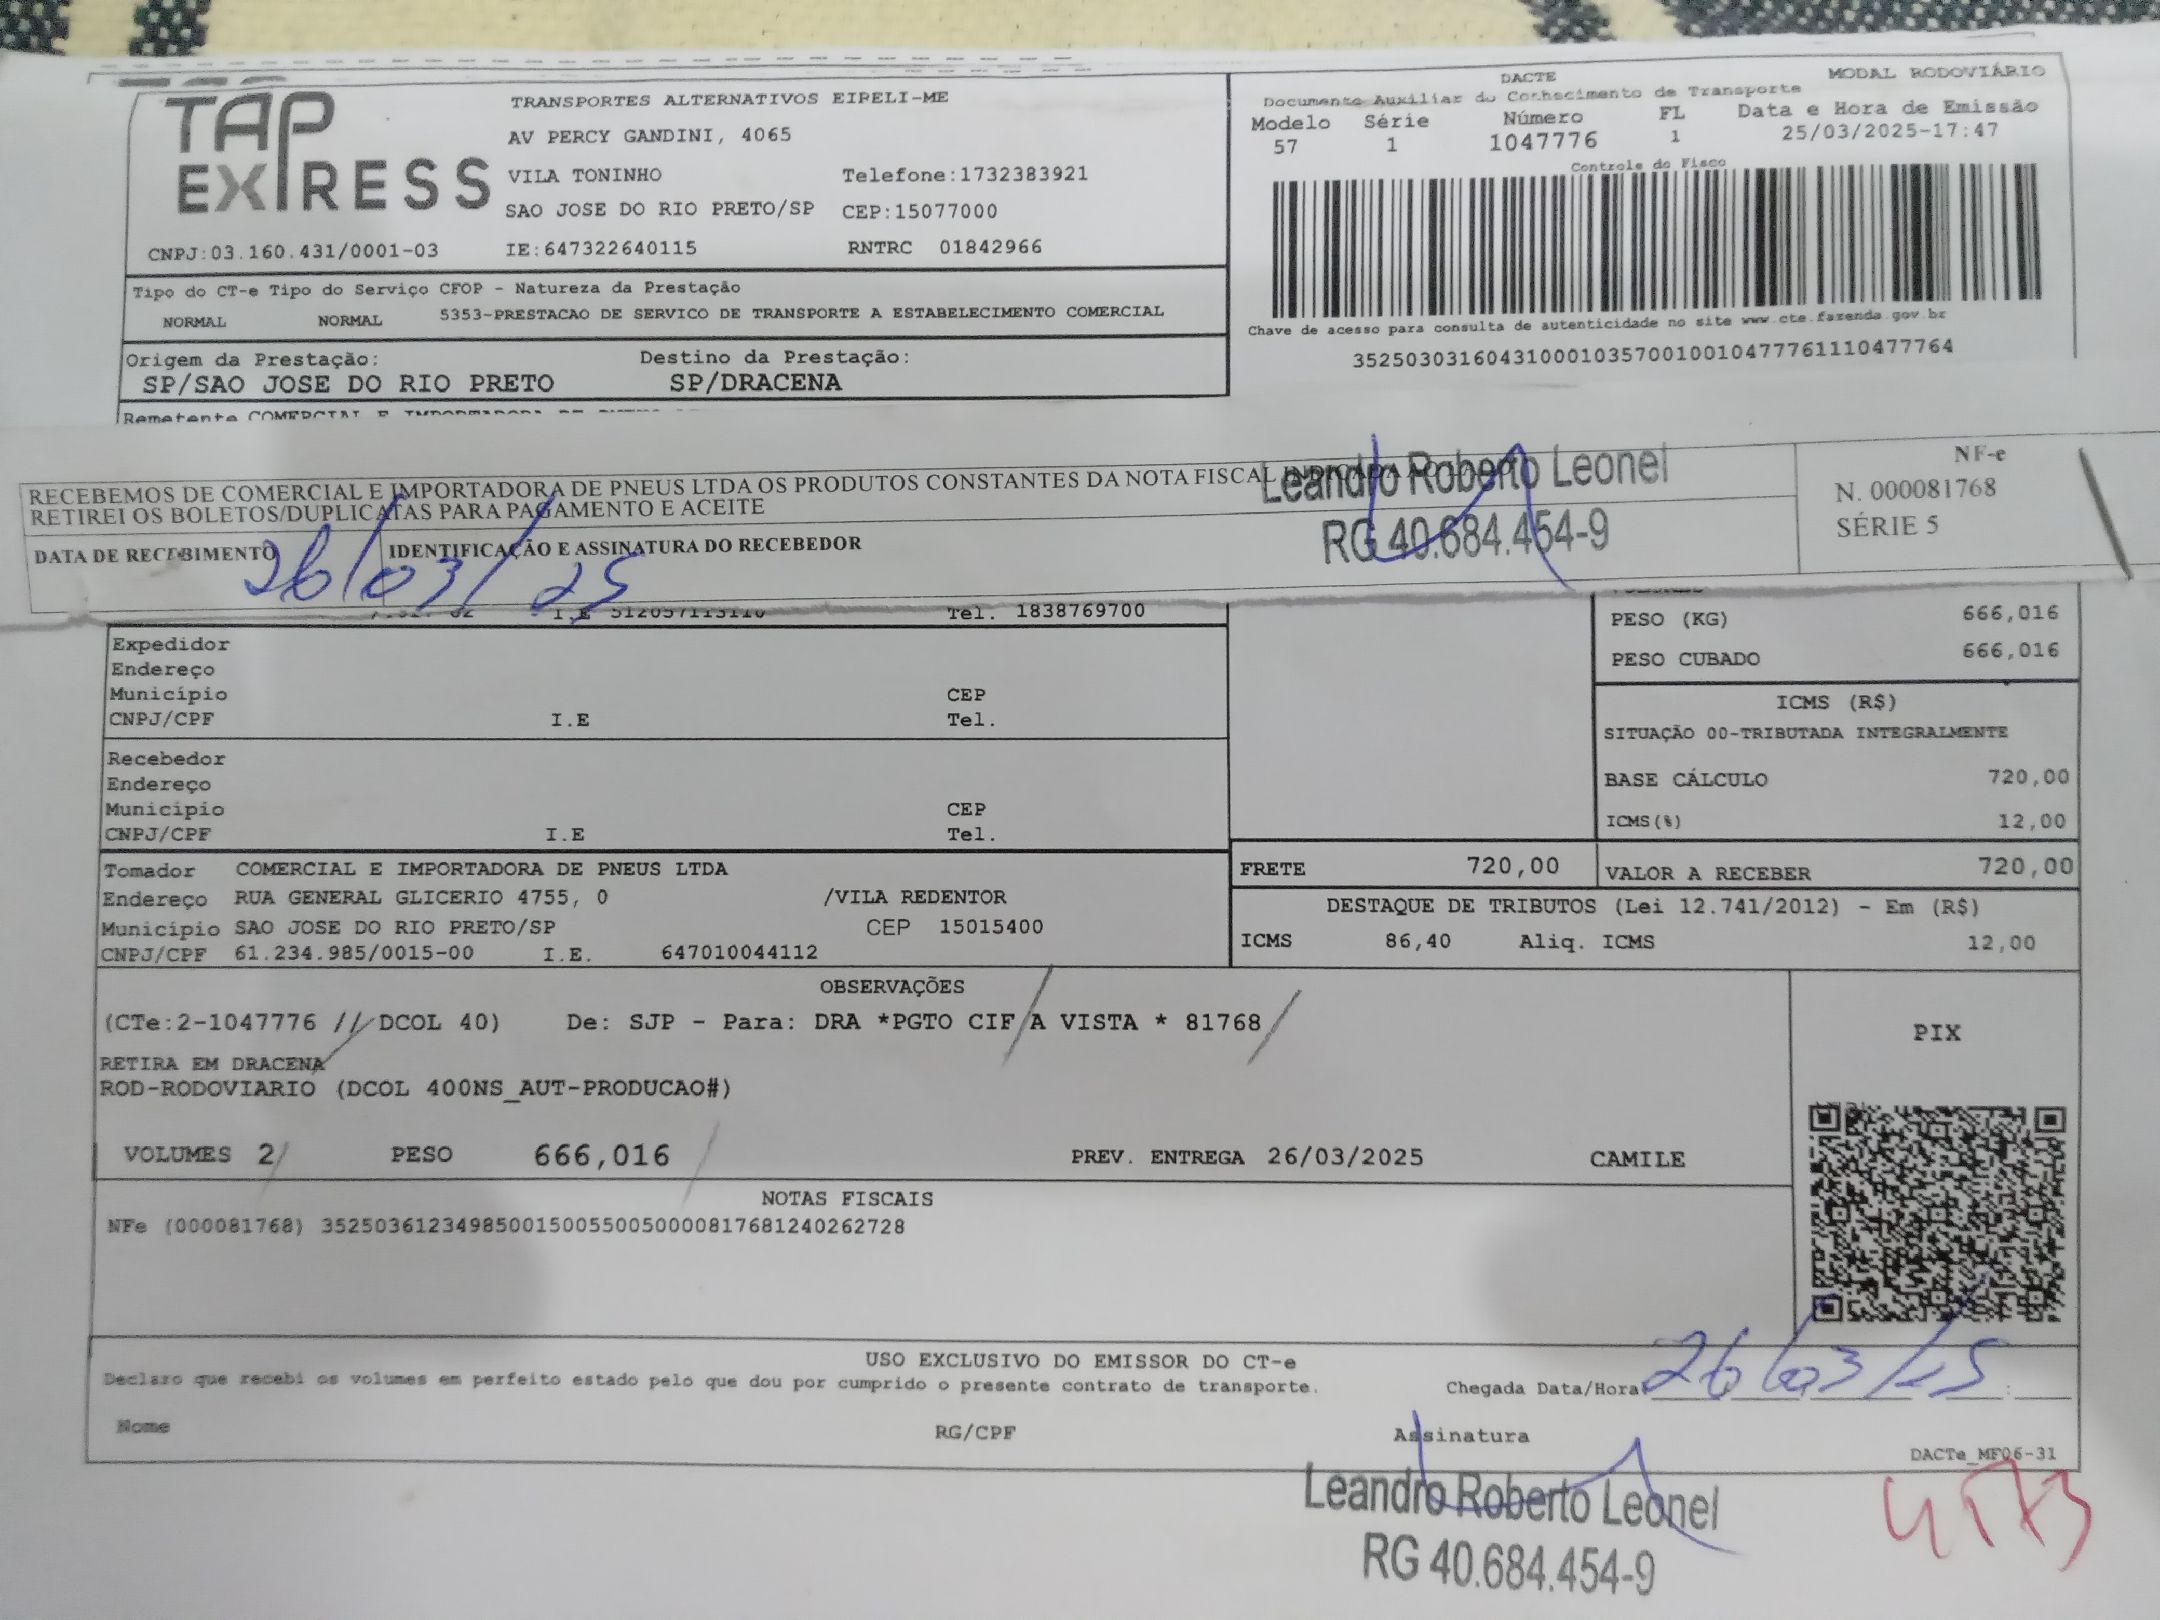 TAP EXPRESS
TRANSPORTES ALTERNATIVOS EIPELI-ME
AV PERCY GANDINI, 4065
VILA TONINHO Telefone:1732383921
SAO JOSE DO RIO PRETO/SP CEP:15077000
CNPJ:03.160.431/0001-03 IE:647322640115 RNTRC 01842966
DACTE MODAL RODOVIÁRIO
Documento Auxiliar do Conhecimento de Transporte
Modelo Série Número FL Data e Hora de Emissão
57 1 1047776 1 25/03/2025-17:47
Controle do Fisco
Chave de acesso para consulta de autenticidade no site www.cte.fazenda.gov.br
35250303160431000103570010010477761110477764
Tipo do CT-e Tipo do Serviço CFOP - Natureza da Prestação
NORMAL NORMAL 5353-PRESTACAO DE SERVICO DE TRANSPORTE A ESTABELECIMENTO COMERCIAL
Origem da Prestação: Destino da Prestação:
SP/SAO JOSE DO RIO PRETO SP/DRACENA
Remetente COMERCIAL E IMPORTADORA DE PNEUS
RECEBEMOS DE COMERCIAL E IMPORTADORA DE PNEUS LTDA OS PRODUTOS CONSTANTES DA NOTA FISCAL
RETIREI OS BOLETOS/DUPLICATAS PARA PAGAMENTO E ACEITE
DATA DE RECEBIMENTO IDENTIFICAÇÃO E ASSINATURA DO RECEBEDOR
26/03/25
Leandro Roberto Leonel
RG 40.684.454-9
NF-e
N. 000081768
SÉRIE 5
I.E Tel. 1838769700
Expedidor
Endereço
Município CEP
CNPJ/CPF I.E Tel.
Recebedor
Endereço
Município CEP
CNPJ/CPF I.E Tel.
Tomador COMERCIAL E IMPORTADORA DE PNEUS LTDA
Endereço RUA GENERAL GLICERIO 4755, 0 /VILA REDENTOR
Município SAO JOSE DO RIO PRETO/SP CEP 15015400
CNPJ/CPF 61.234.985/0015-00 I.E. 647010044112
PESO (KG) 666,016
PESO CUBADO 666,016
ICMS (R$)
SITUAÇÃO 00-TRIBUTADA INTEGRALMENTE
BASE CÁLCULO 720,00
ICMS(%) 12,00
FRETE 720,00 VALOR A RECEBER 720,00
DESTAQUE DE TRIBUTOS (Lei 12.741/2012) - Em (R$)
ICMS 86,40 Aliq. ICMS 12,00
OBSERVAÇÕES
(CTe:2-1047776 // DCOL 40) De: SJP - Para: DRA *PGTO CIF A VISTA * 81768
RETIRA EM DRACENA
ROD-RODOVIARIO (DCOL 400NS_AUT-PRODUCAO#)
VOLUMES 2 PESO 666,016 PREV. ENTREGA 26/03/2025 CAMILE
PIX
NOTAS FISCAIS
NFe (000081768) 35250361234985001500550050000817681240262728
USO EXCLUSIVO DO EMISSOR DO CT-e
Declaro que recebi os volumes em perfeito estado pelo que dou por cumprido o presente contrato de transporte.
Chegada Data/Hora: 26/03/25
Nome RG/CPF Assinatura
DACTe_MF06-31
Leandro Roberto Leonel
RG 40.684.454-9